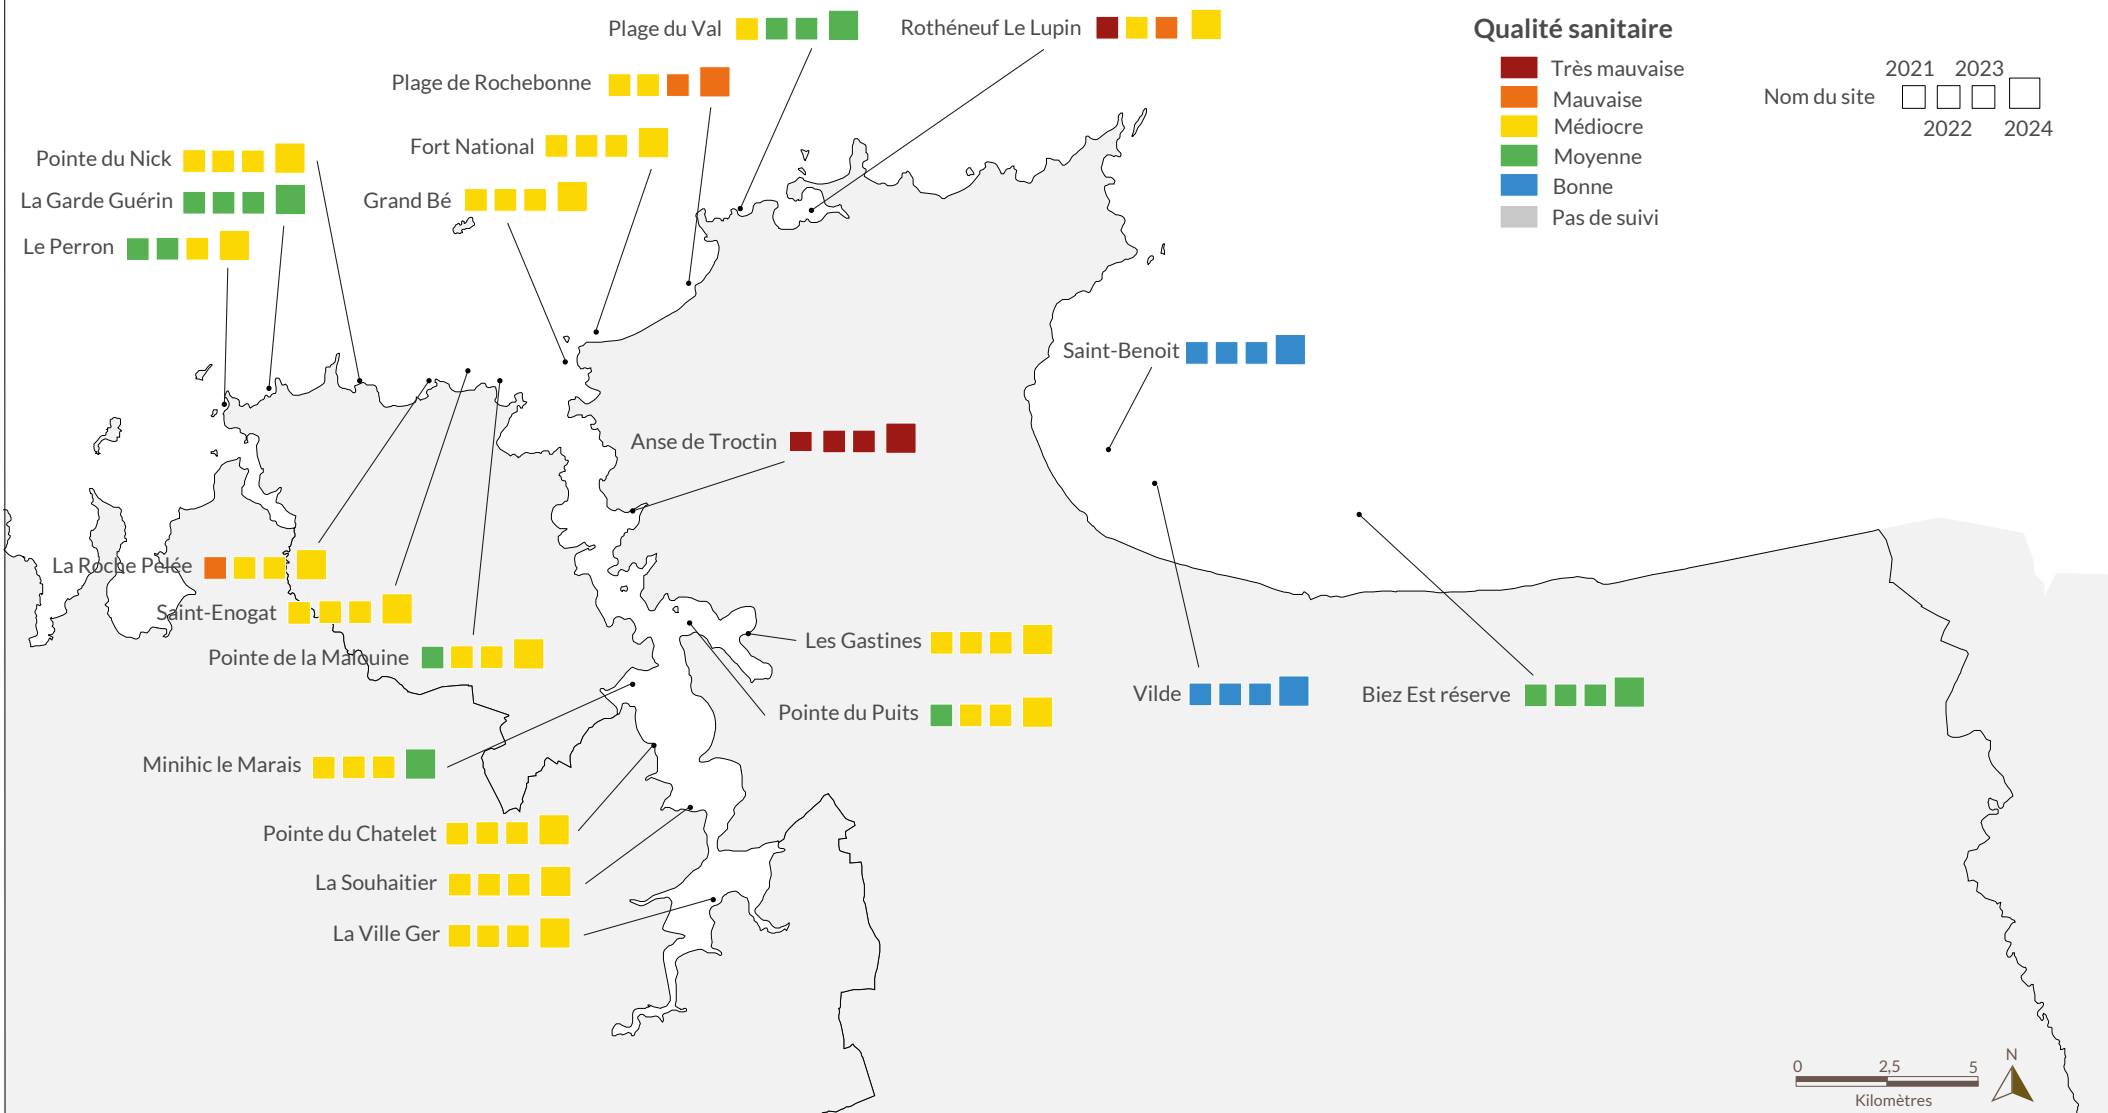 Plage du Val
Rothéneuf Le Lupin
Plage de Rochebonne
Fort National
Pointe du Nick
La Garde Guérin
Grand Bé
Le Perron
Qualité sanitaire
Très mauvaise
Mauvaise
Médiocre
Moyenne
Bonne
Pas de suivi
2021 2023
Nom du site
2022 2024
Saint-Benoit
Anse de Troctin
La Roche Pelée
Saint-Enogat
Pointe de la Malouine
Les Gastines
Pointe du Puits
Vilde
Biez Est réserve
Minihic le Marais
Pointe du Chatelet
La Souhaitier
La Ville Ger
0 2,5 5
Kilomètres
N